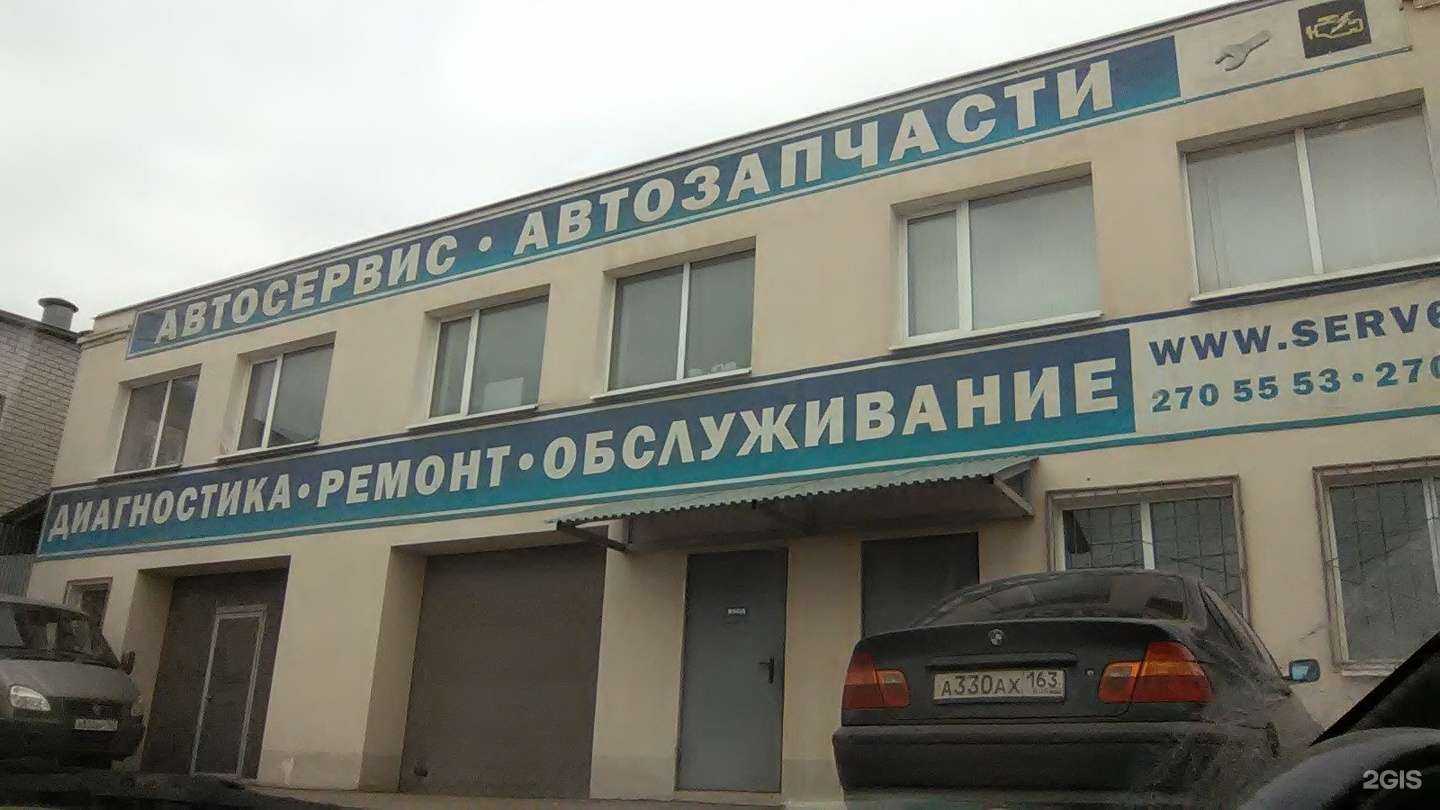 АВТОСЕРВИС • АВТОЗАПЧАСТИ
ДИАГНОСТИКА • РЕМОНТ • ОБСЛУЖИВАНИЕ
WWW.SERV
270 55 53 • 270
А330АХ 163
2GIS